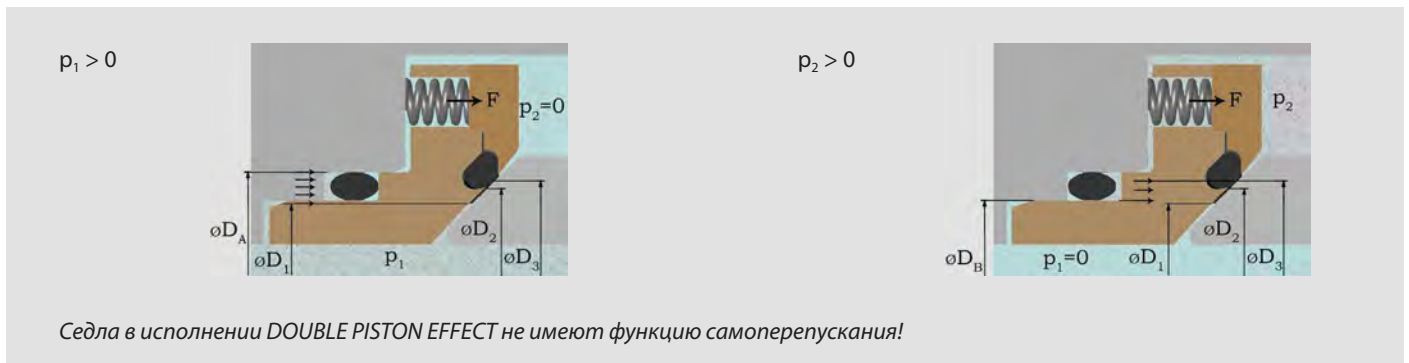 p₁ > 0
F
p₂=0
øD_A
øD₁
p₁
øD₂
øD₃
p₂ > 0
F
p₂
øD_B
p₁=0
øD₁
øD₂
øD₃
Седла в исполнении DOUBLE PISTON EFFECT не имеют функцию самоперепускания!